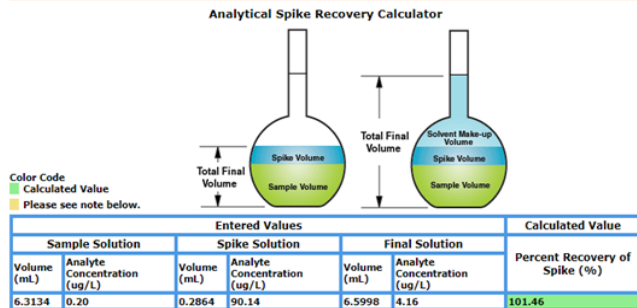 Analytical Spike Recovery Calculator
Total Final
Volume
Spike Volume
Sample Volume
Total Final
Volume
Solvent Make-up
Volume
Spike Volume
Sample Volume
Color Code
Calculated Value
Please see note below.
Entered Values
Calculated Value
Sample Solution
Spike Solution
Final Solution
Percent Recovery of
Spike (%)
Volume
(mL)
Analyte
Concentration
(ug/L)
Volume
(mL)
Analyte
Concentration
(ug/L)
Volume
(mL)
Analyte
Concentration
(ug/L)
6.3134 0.20 0.2864 90.14 6.5998 4.16 101.46